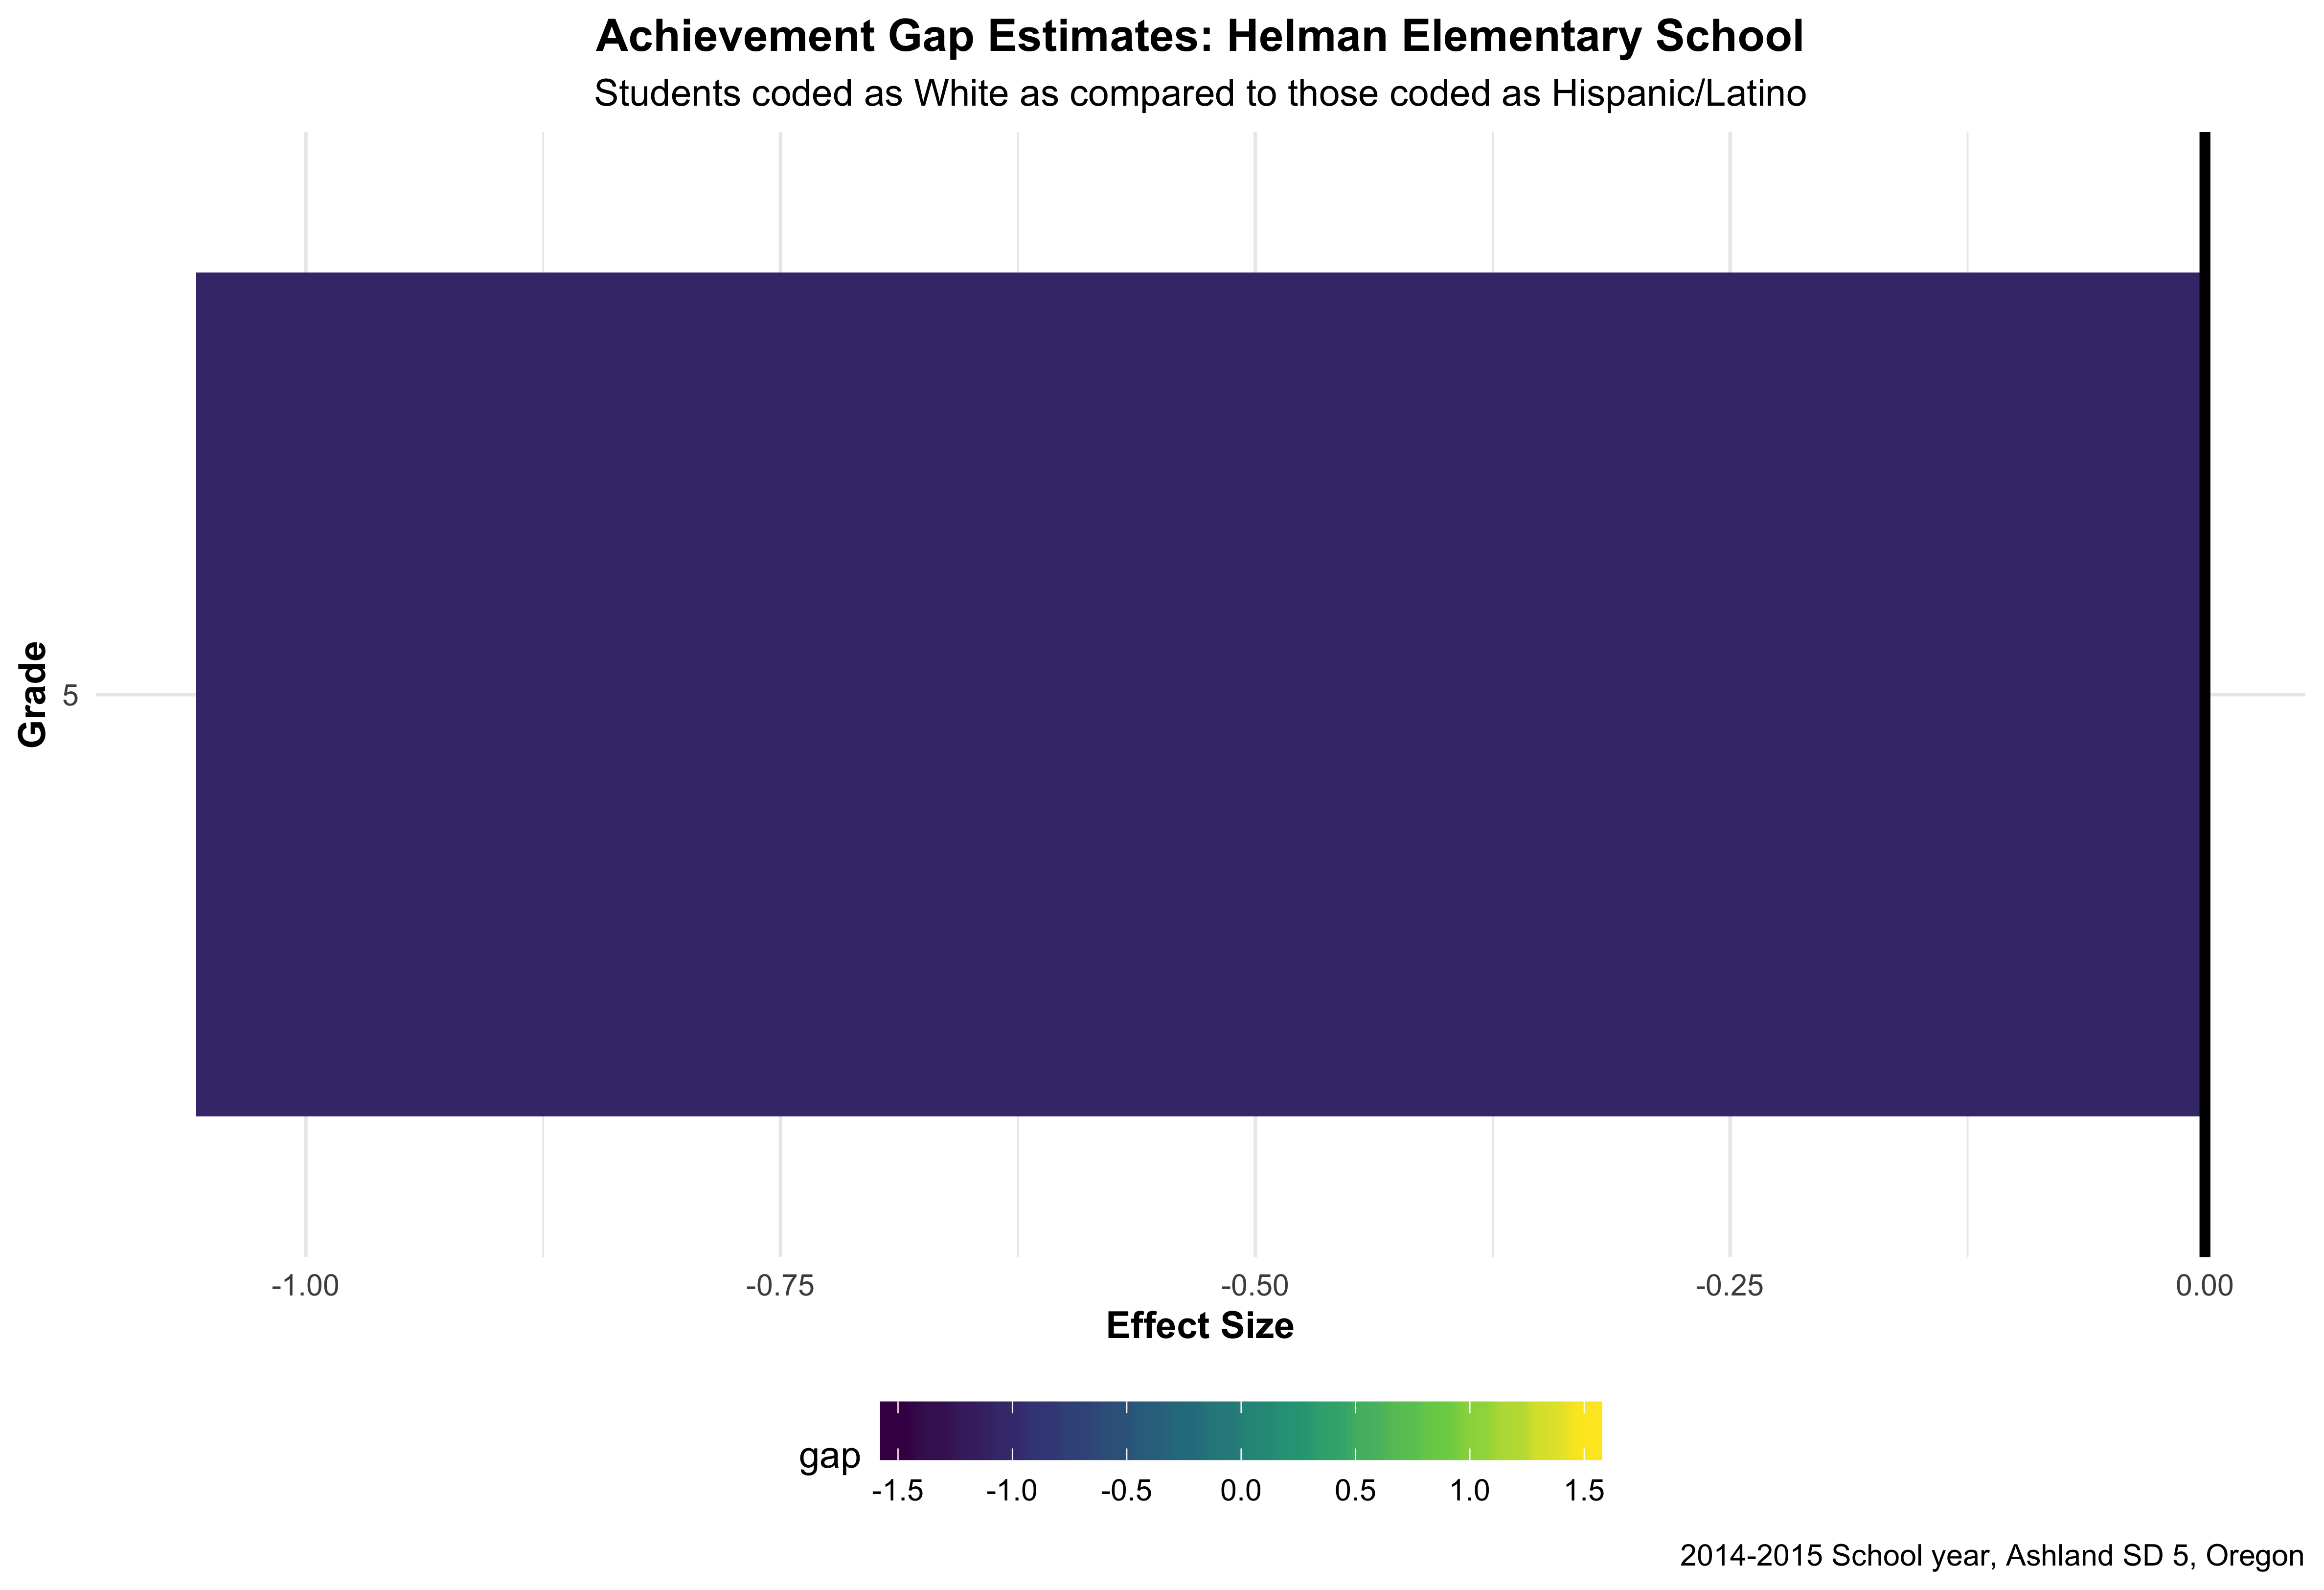 Achievement Gap Estimates: Helman Elementary School
Students coded as White as compared to those coded as Hispanic/Latino
Grade
5
-1.00 -0.75 -0.50 -0.25 0.00
Effect Size
gap
-1.5 -1.0 -0.5 0.0 0.5 1.0 1.5
2014-2015 School year, Ashland SD 5, Oregon